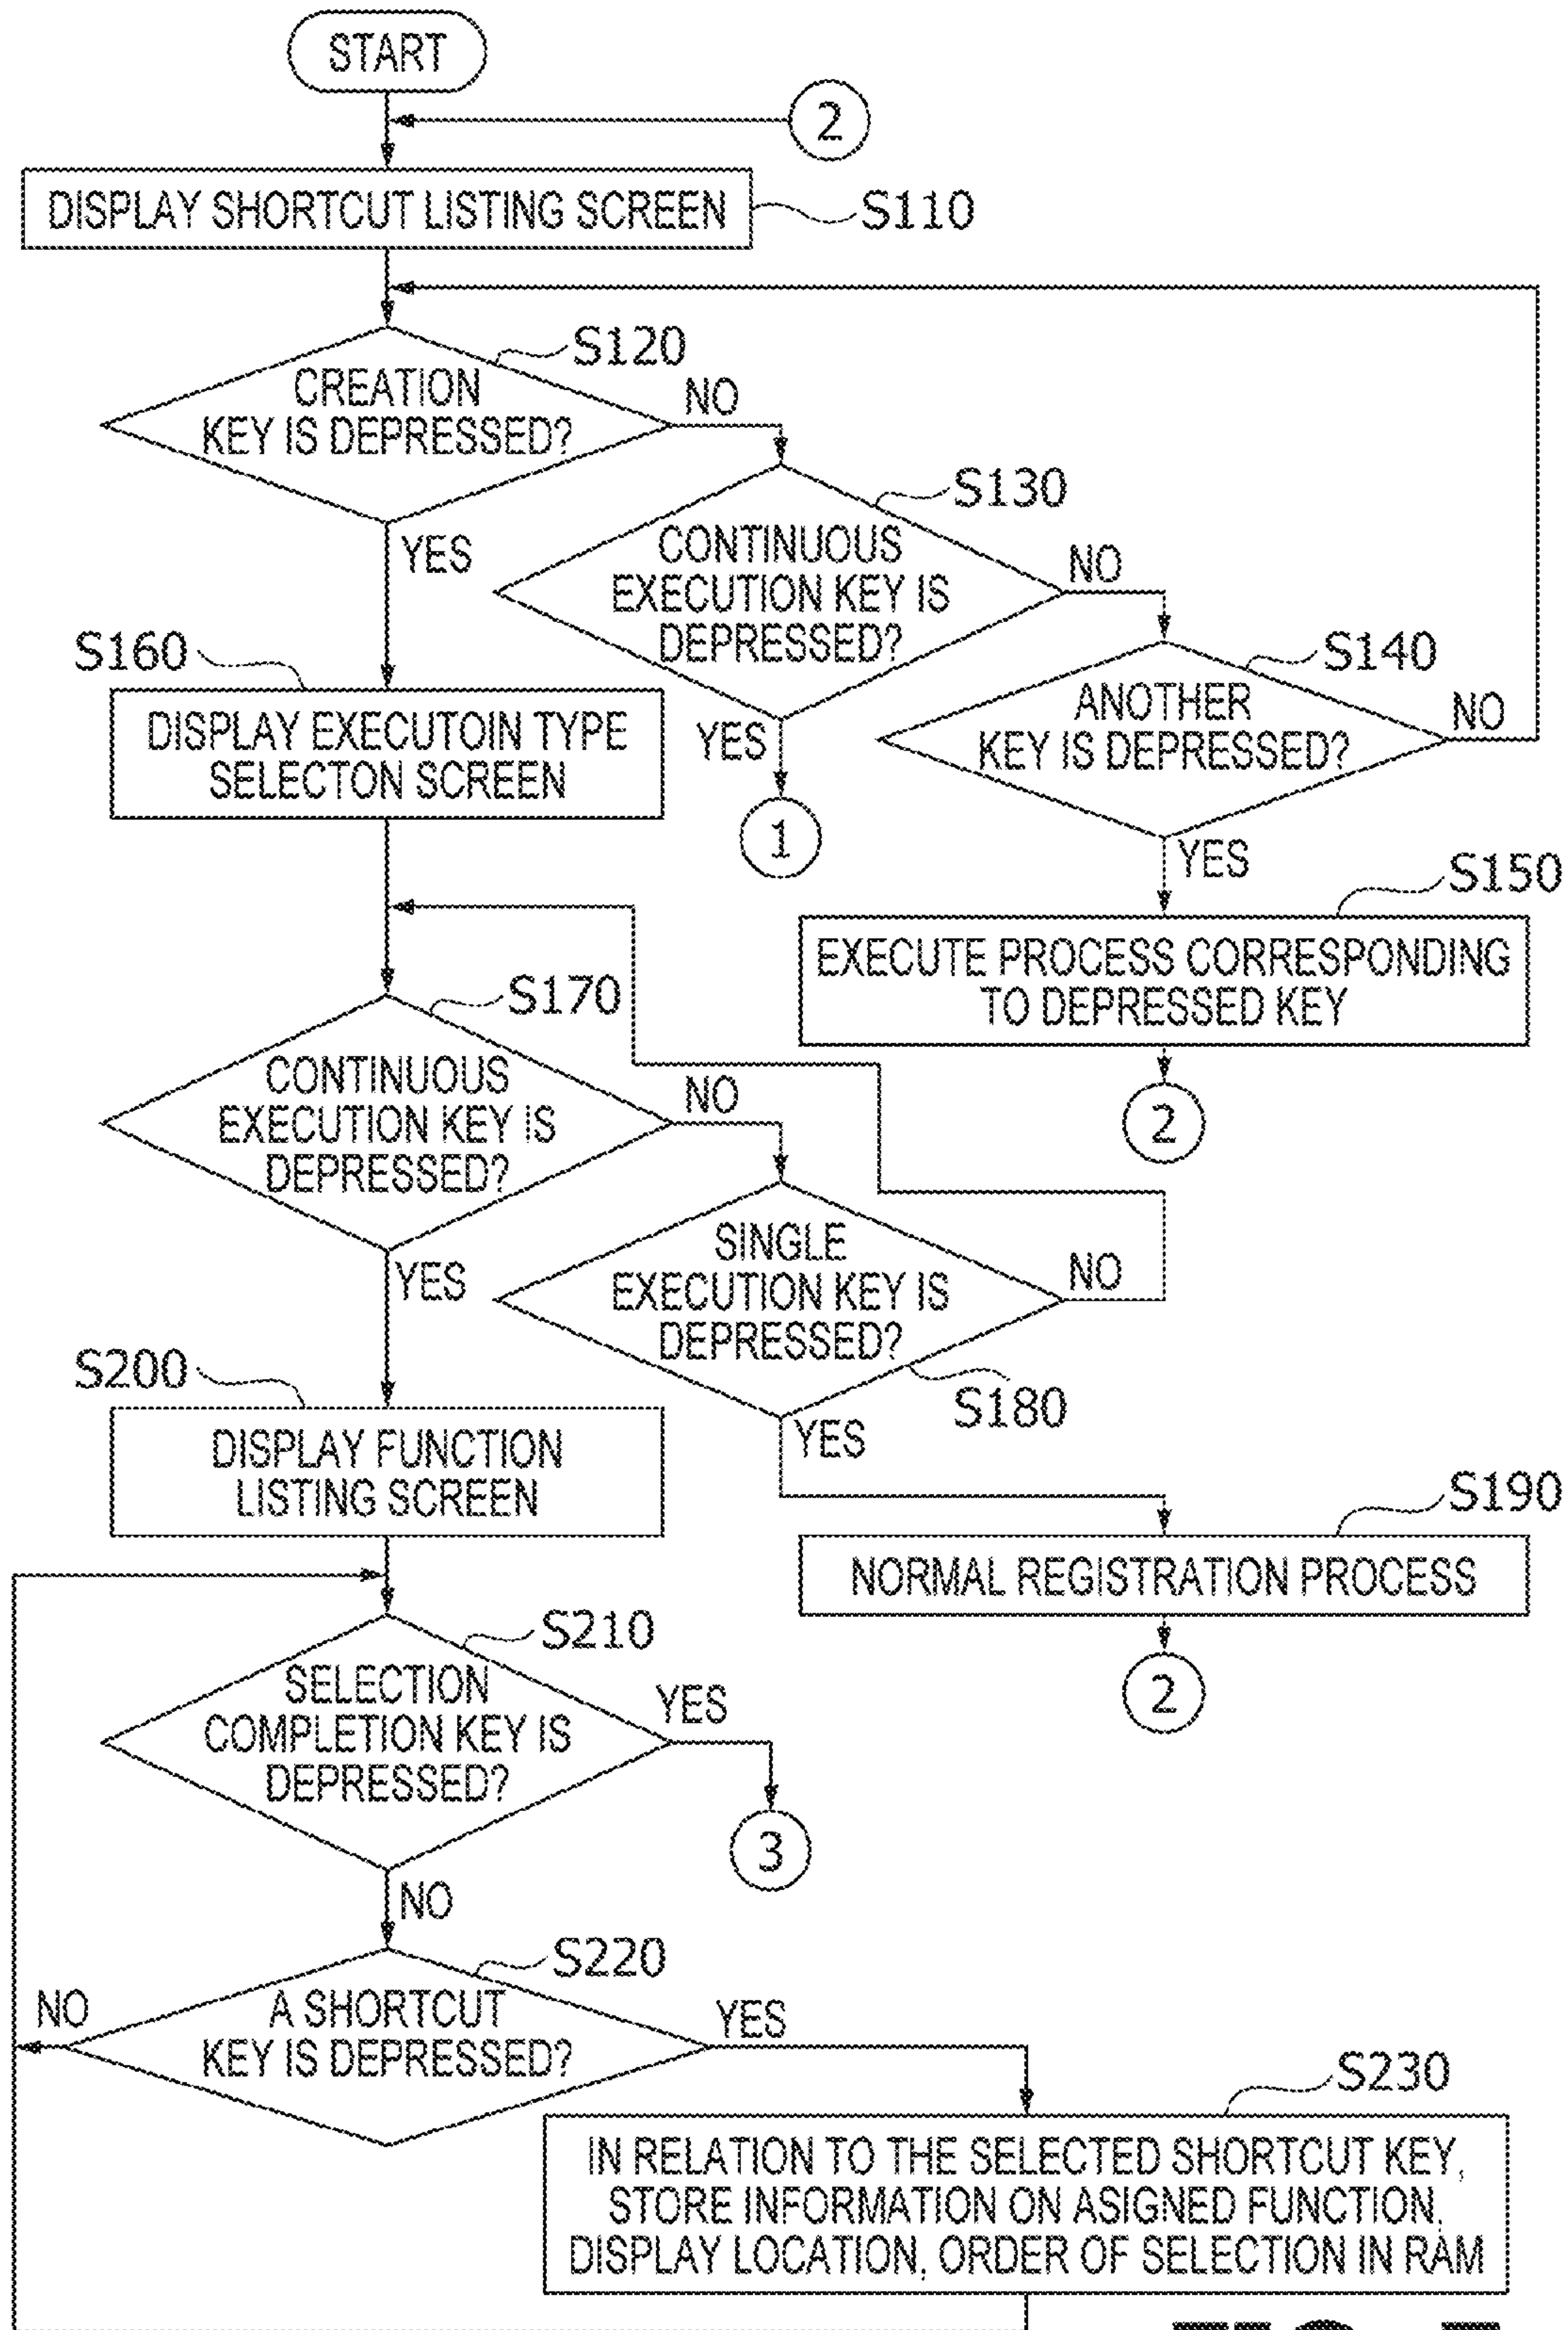 START
2
DISPLAY SHORTCUT LISTING SCREEN
S110
S120
CREATION
KEY IS DEPRESSED?
NO
YES
S130
CONTINUOUS
EXECUTION KEY IS
DEPRESSED?
NO
YES
1
S140
ANOTHER
KEY IS DEPRESSED?
NO
YES
S150
EXECUTE PROCESS CORRESPONDING
TO DEPRESSED KEY
2
S160
DISPLAY EXECUTOIN TYPE
SELECTON SCREEN
S170
CONTINUOUS
EXECUTION KEY IS
DEPRESSED?
NO
YES
SINGLE
EXECUTION KEY IS
DEPRESSED?
NO
S180
YES
S190
NORMAL REGISTRATION PROCESS
2
S200
DISPLAY FUNCTION
LISTING SCREEN
S210
SELECTION
COMPLETION KEY IS
DEPRESSED?
YES
3
NO
S220
A SHORTCUT
KEY IS DEPRESSED?
NO
YES
S230
IN RELATION TO THE SELECTED SHORTCUT KEY,
STORE INFORMATION ON ASIGNED FUNCTION,
DISPLAY LOCATION, ORDER OF SELECTION IN RAM